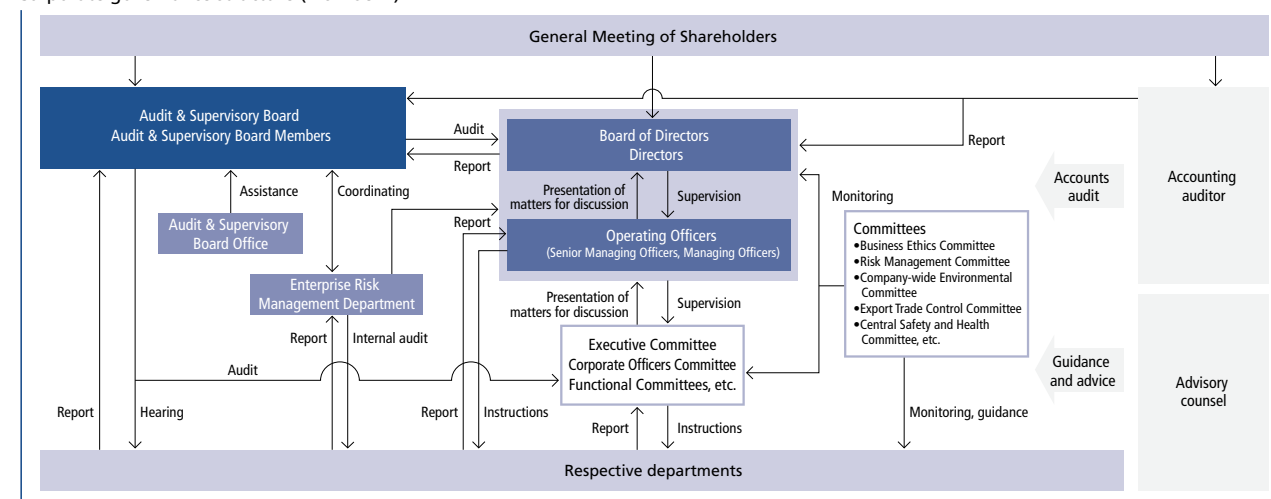 General Meeting of Shareholders
Audit & Supervisory Board
Audit & Supervisory Board Members
Audit
Report
Board of Directors
Directors
Report
Accounting
auditor
Accounts
audit
Assistance
Coordinating
Presentation of
matters for discussion
Supervision
Monitoring
Audit & Supervisory
Board Office
Report
Operating Officers
(Senior Managing Officers, Managing Officers)
Committees
•Business Ethics Committee
•Risk Management Committee
•Company-wide Environmental
Committee
•Export Trade Control Committee
•Central Safety and Health
Committee, etc.
Enterprise Risk
Management Department
Presentation of
matters for discussion
Supervision
Report
Internal audit
Executive Committee
Corporate Officers Committee
Functional Committees, etc.
Audit
Guidance
and advice
Advisory
counsel
Report
Hearing
Report
Instructions
Report
Instructions
Monitoring, guidance
Respective departments